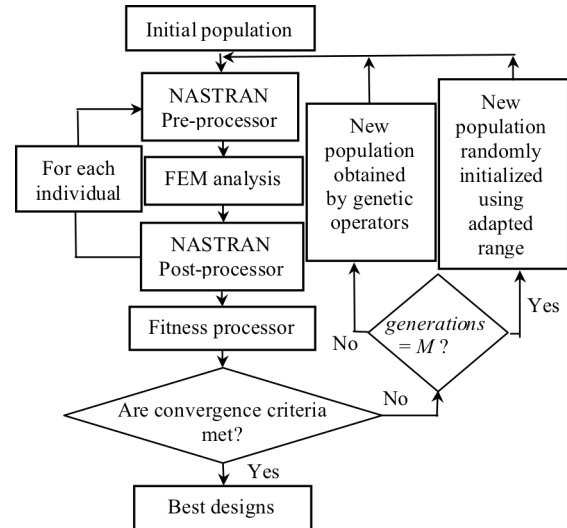 Initial population
NASTRAN
Pre-processor
For each
individual
FEM analysis
NASTRAN
Post-processor
Fitness processor
Are convergence criteria
met?
Yes
Best designs
No
generations
= M ?
No
Yes
New
population
obtained
by genetic
operators
New
population
randomly
initialized
using
adapted
range